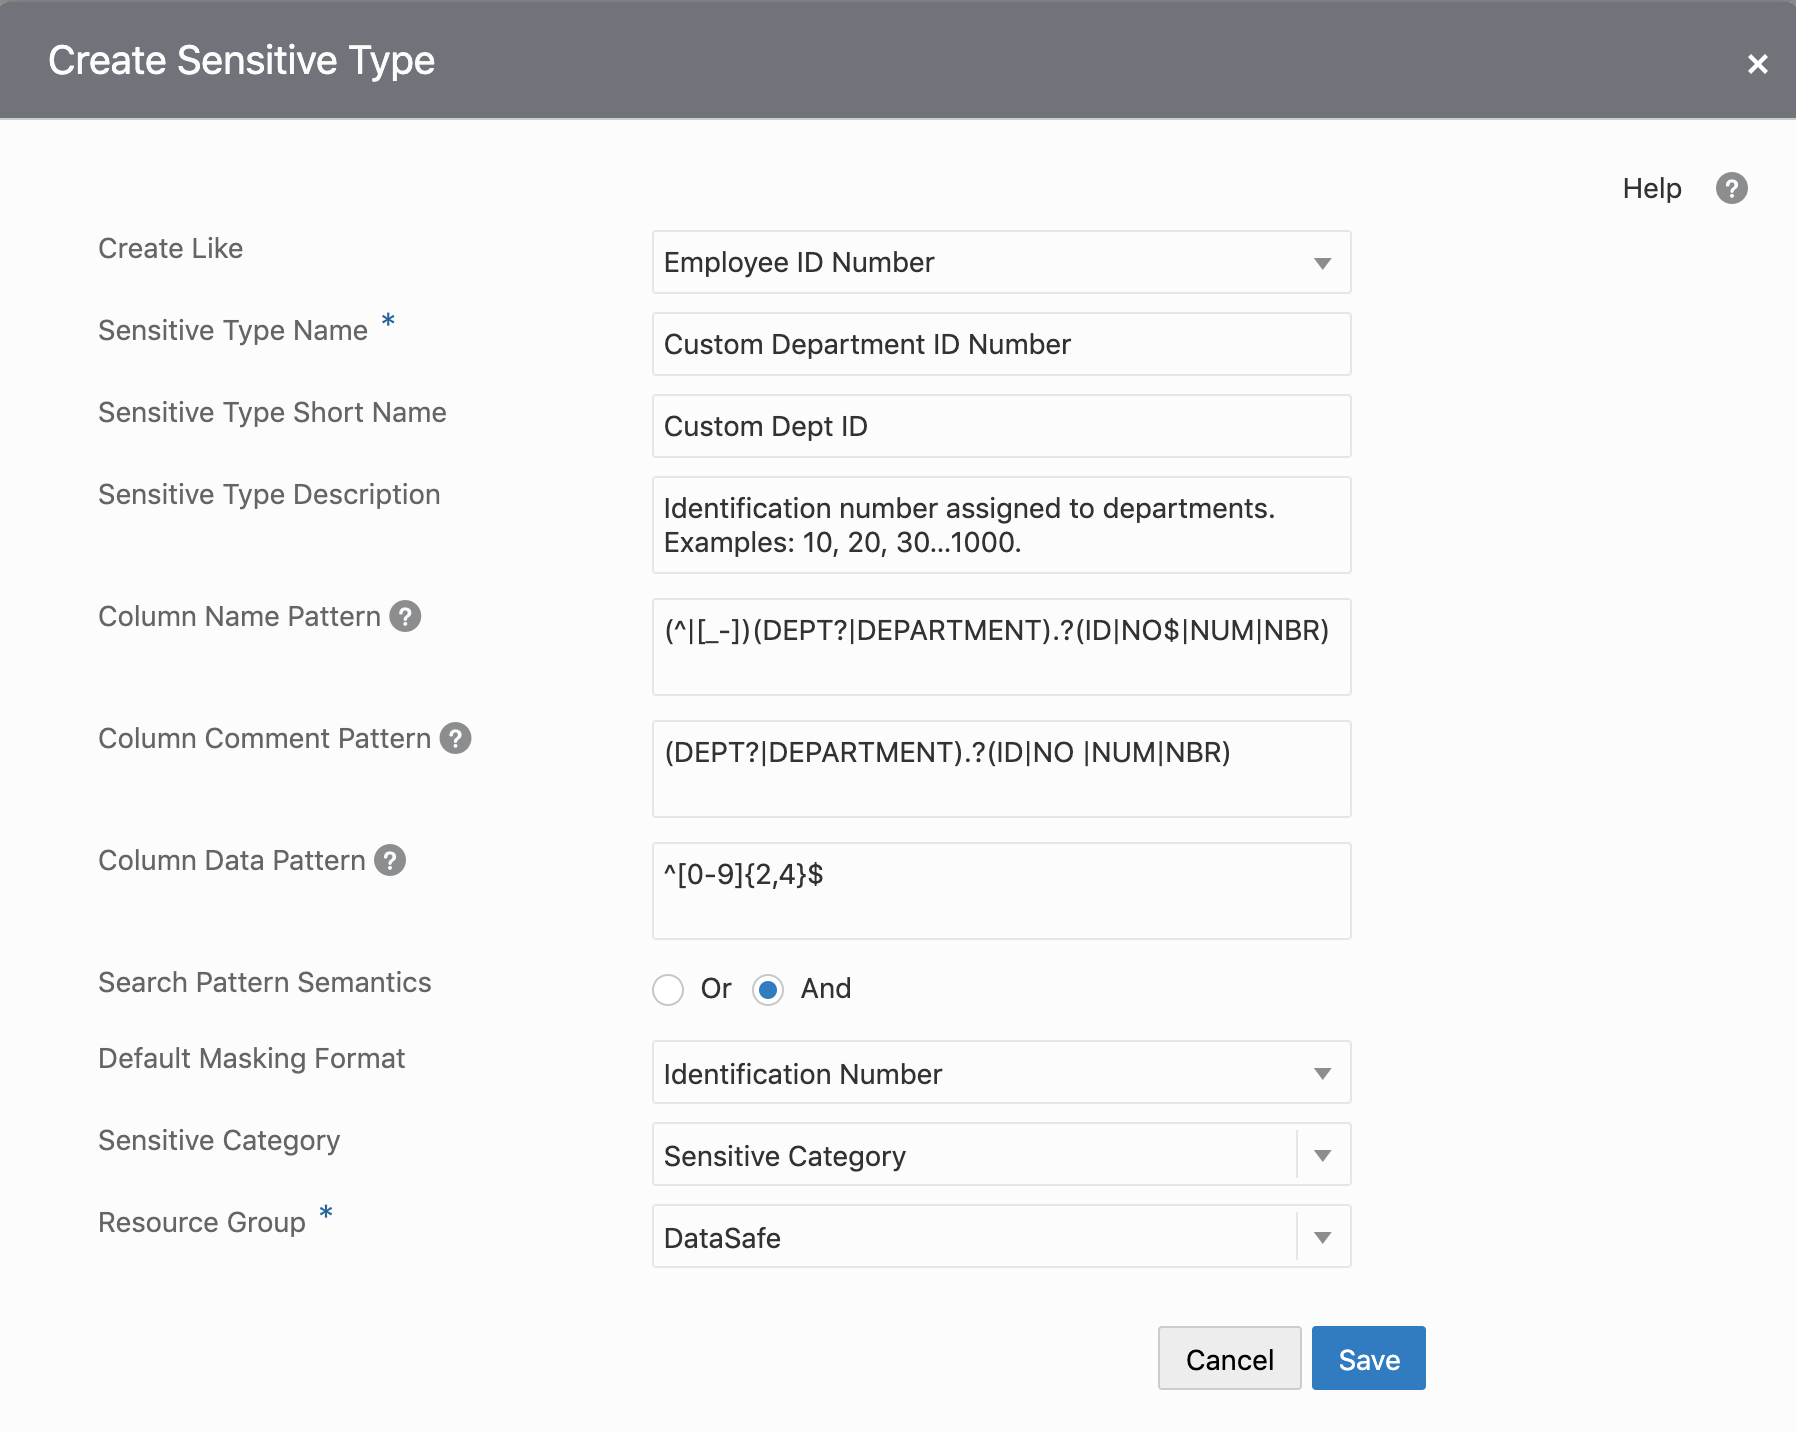 Create Sensitive Type
×
Help ?
Create Like
Employee ID Number
Sensitive Type Name *
Custom Department ID Number
Sensitive Type Short Name
Custom Dept ID
Sensitive Type Description
Identification number assigned to departments.
Examples: 10, 20, 30...1000.
Column Name Pattern ?
(^|[_-])(DEPT?|DEPARTMENT).?(ID|NO$|NUM|NBR)
Column Comment Pattern ?
(DEPT?|DEPARTMENT).?(ID|NO |NUM|NBR)
Column Data Pattern ?
^[0-9]{2,4}$
Search Pattern Semantics
Or And
Default Masking Format
Identification Number
Sensitive Category
Sensitive Category
Resource Group *
DataSafe
Cancel Save